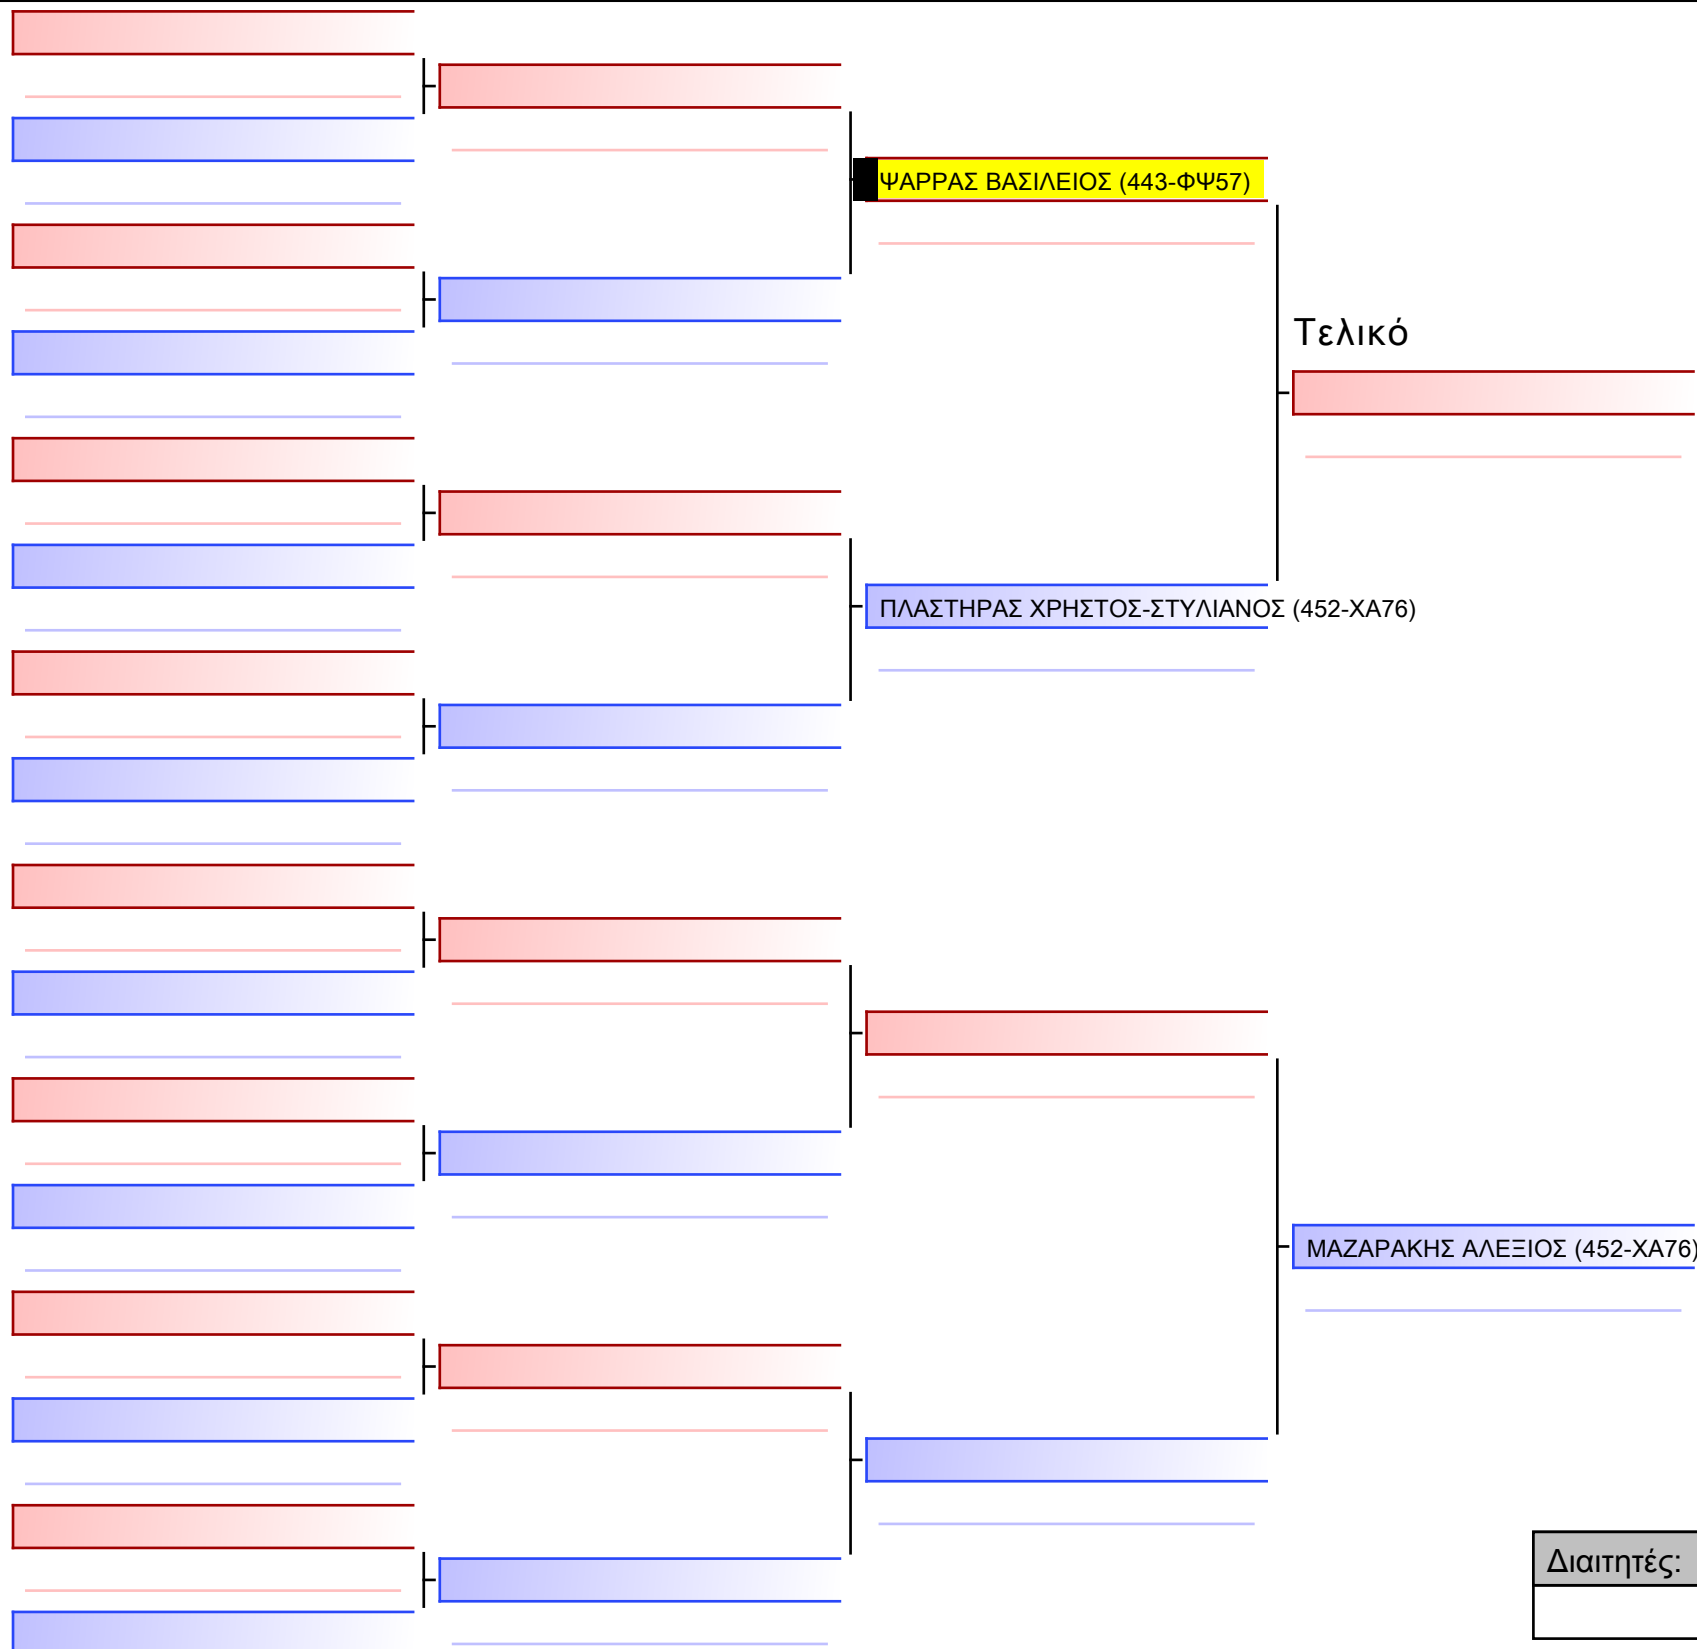 ΨΑΡΡΑΣ ΒΑΣΙΛΕΙΟΣ (443-ΦΨ57)
Τελικό
ΠΛΑΣΤΗΡΑΣ ΧΡΗΣΤΟΣ-ΣΤΥΛΙΑΝΟΣ (452-ΧΑ76)
ΜΑΖΑΡΑΚΗΣ ΑΛΕΞΙΟΣ (452-ΧΑ76)
Διαιτητές: